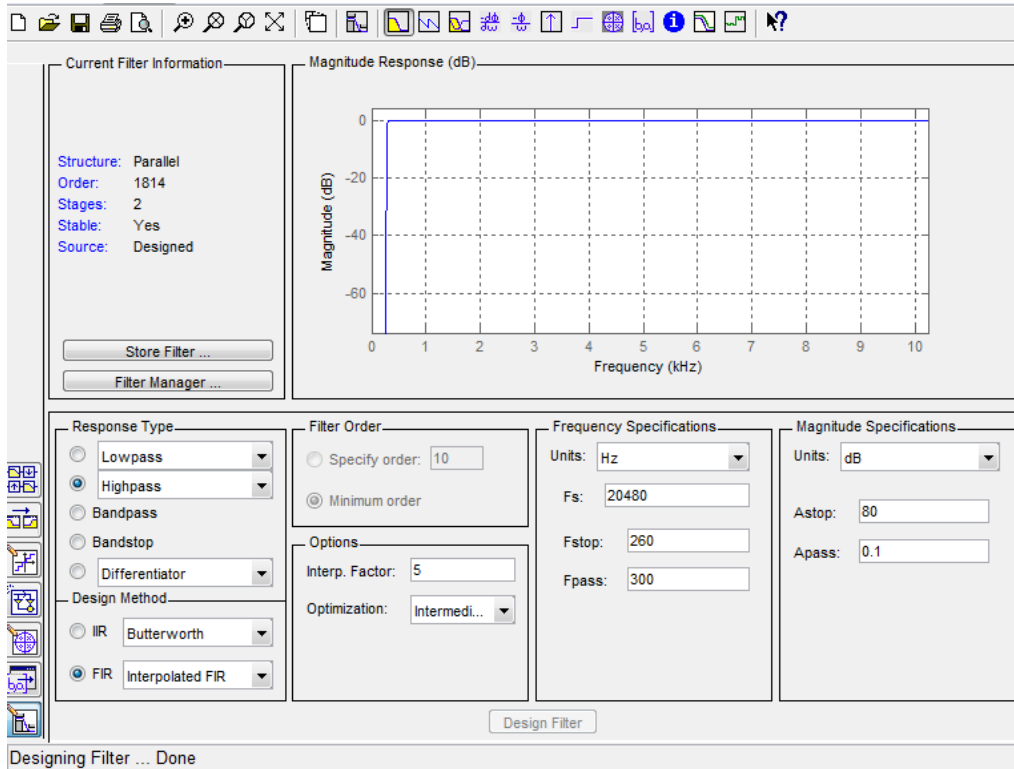 Current Filter Information
Structure: Parallel
Order: 1814
Stages: 2
Stable: Yes
Source: Designed
Store Filter ...
Filter Manager ...
Magnitude Response (dB)
Magnitude (dB)
0
-20
-40
-60
0 1 2 3 4 5 6 7 8 9 10
Frequency (kHz)
Response Type
Lowpass
Highpass
Bandpass
Bandstop
Differentiator
Design Method
IIR Butterworth
FIR Interpolated FIR
Filter Order
Specify order: 10
Minimum order
Options
Interp. Factor: 5
Optimization: Intermedi...
Frequency Specifications
Units: Hz
Fs: 20480
Fstop: 260
Fpass: 300
Magnitude Specifications
Units: dB
Astop: 80
Apass: 0.1
Design Filter
Designing Filter ... Done